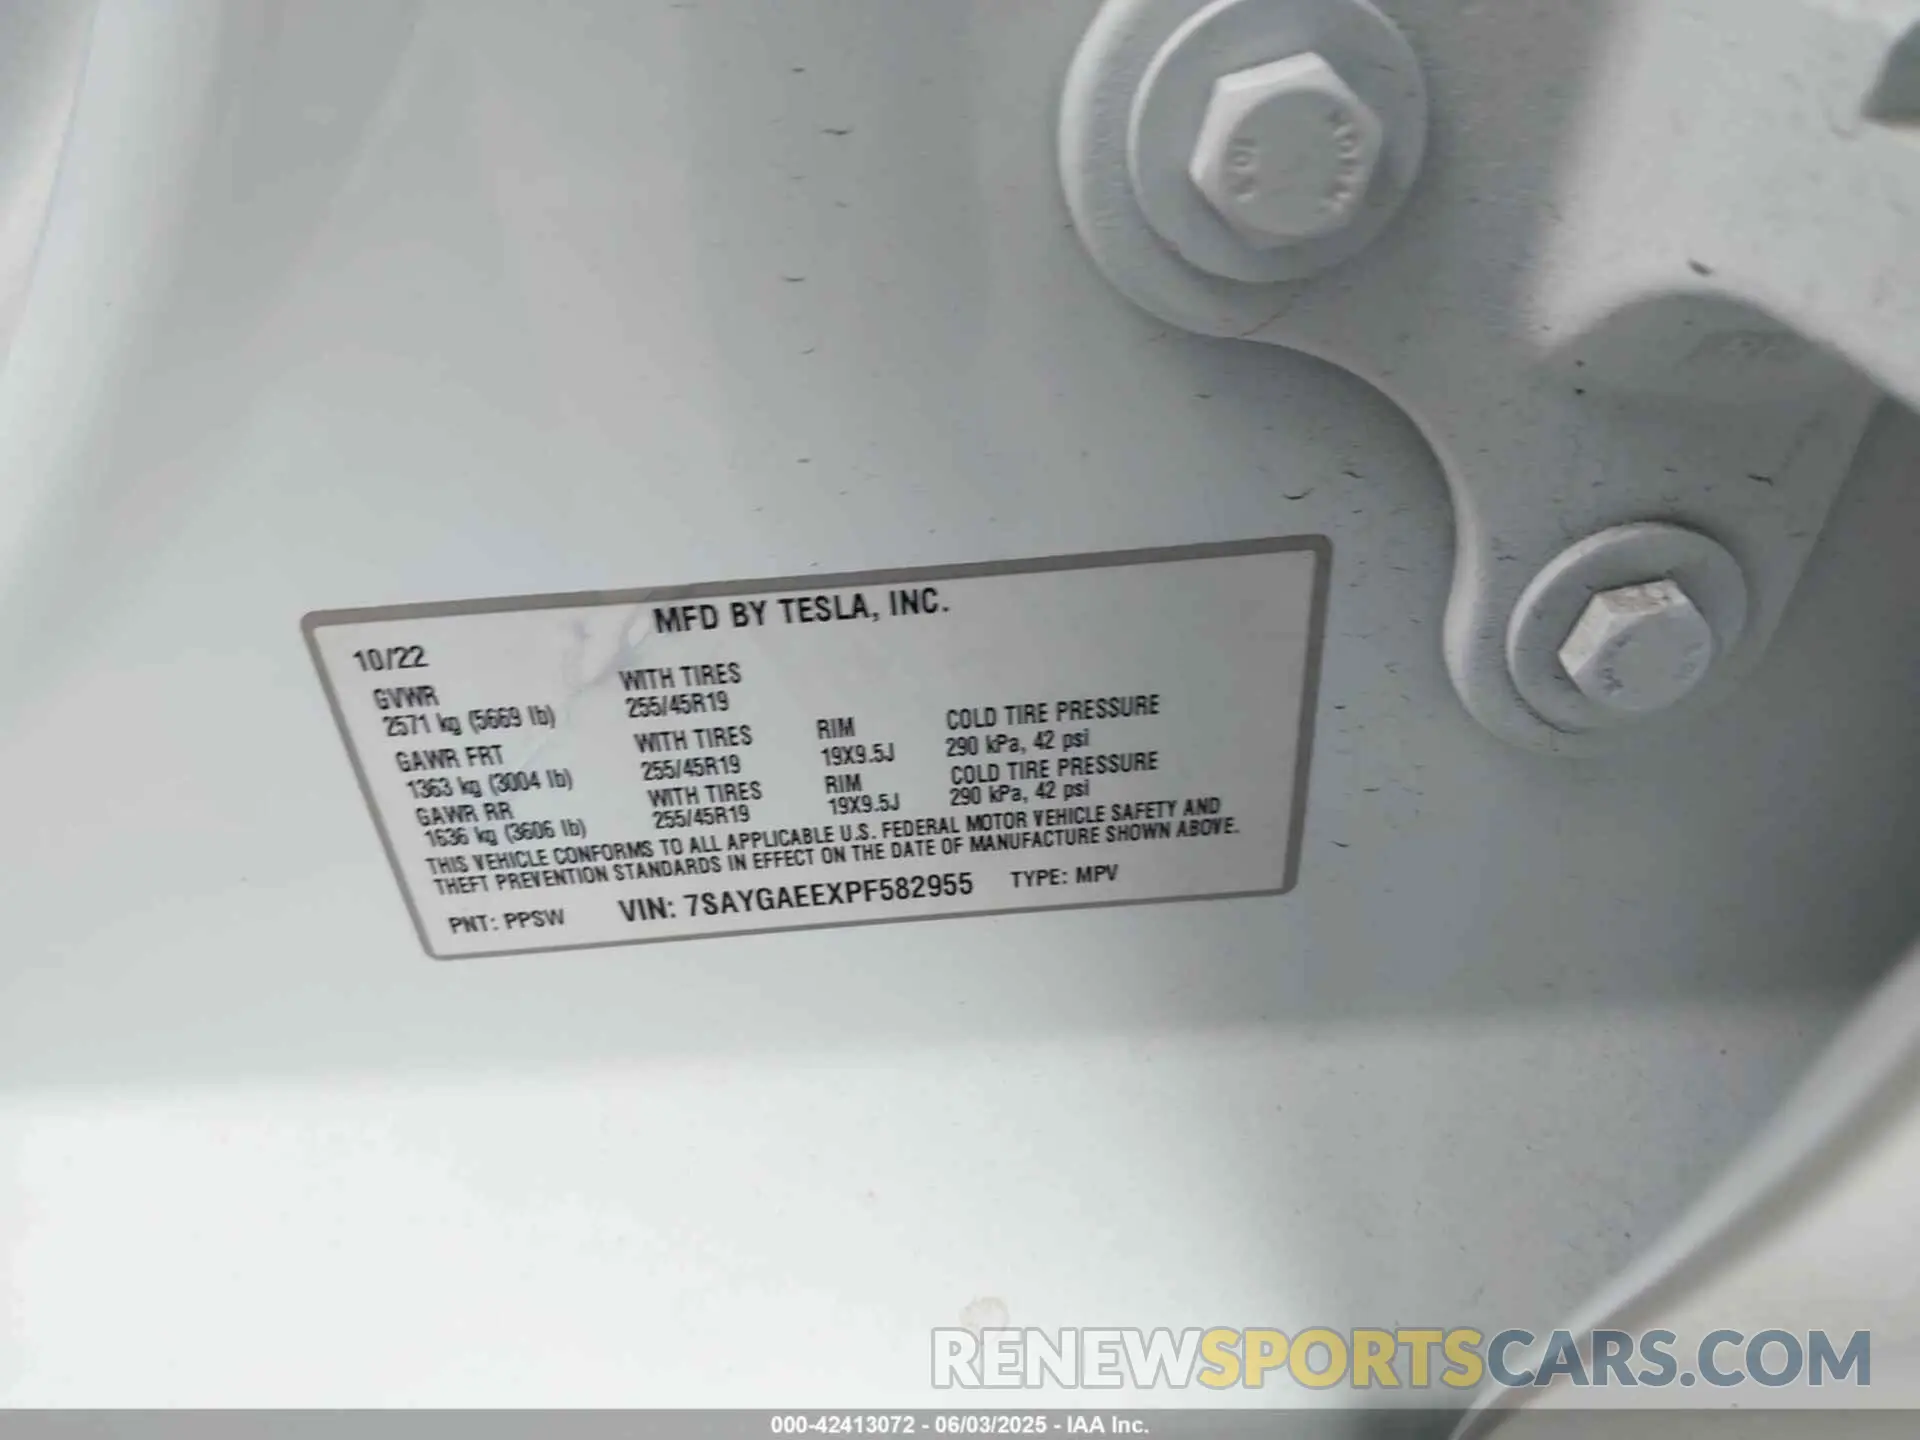 MFD BY TESLA, INC.
10/22
GVWR WITH TIRES
2571 kg (5669 lb) 255/45R19
GAWR FRT WITH TIRES RIM COLD TIRE PRESSURE
1363 kg (3004 lb) 255/45R19 19X9.5J 290 kPa, 42 psi
GAWR RR WITH TIRES RIM COLD TIRE PRESSURE
1636 kg (3606 lb) 255/45R19 19X9.5J 290 kPa, 42 psi
THIS VEHICLE CONFORMS TO ALL APPLICABLE U.S. FEDERAL MOTOR VEHICLE SAFETY AND
THEFT PREVENTION STANDARDS IN EFFECT ON THE DATE OF MANUFACTURE SHOWN ABOVE.
PNT: PPSW VIN: 7SAYGAEEXPF582955 TYPE: MPV
RENEWSPORTSCARS.COM
000-42413072 - 06/03/2025 - IAA Inc.